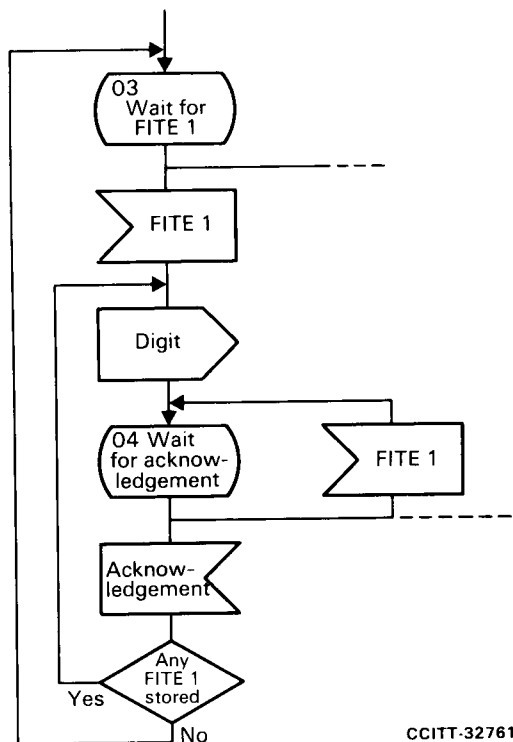 03
Wait for
FITE 1
FITE 1
Digit
04 Wait
for acknow-
ledgement
FITE 1
Acknow-
ledgement
Any
FITE 1
stored
Yes
No
CCITT-32761